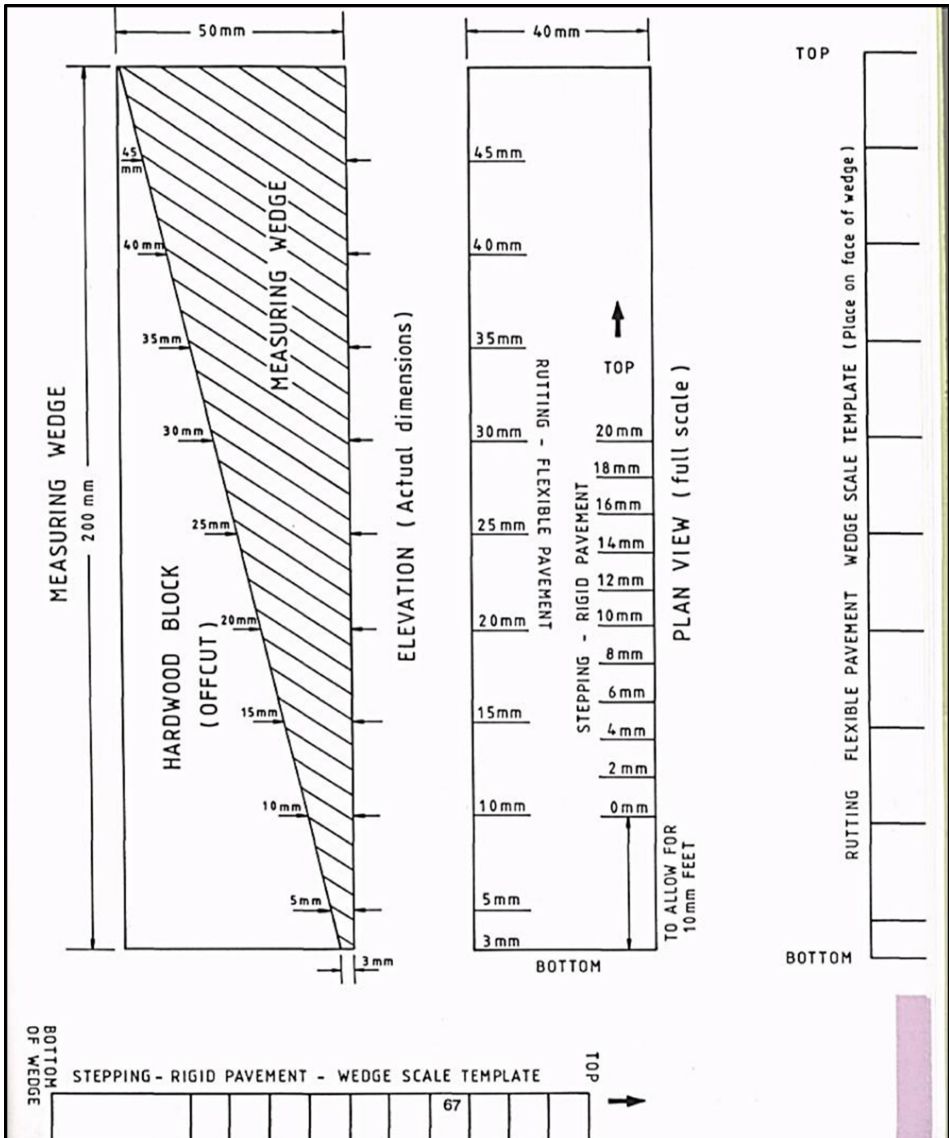 50mm
40mm
TOP
MEASURING WEDGE
200 mm
45
mm
40mm
35mm
30mm
25mm
20mm
15mm
10mm
5mm
3mm
MEASURING WEDGE
HARDWOOD BLOCK
(OFFCUT)
ELEVATION (Actual dimensions)
45mm
40mm
35mm
30mm
25mm
20mm
15mm
10mm
5mm
3mm
RUTTING - FLEXIBLE PAVEMENT
TOP
STEPPING - RIGID PAVEMENT
20mm
18mm
16mm
14mm
12mm
10mm
8mm
6mm
4mm
2mm
0mm
TO ALLOW FOR
10mm FEET
BOTTOM
PLAN VIEW (full scale)
RUTTING FLEXIBLE PAVEMENT WEDGE SCALE TEMPLATE (Place on face of wedge)
BOTTOM
BOTTOM
OF WEDGE
STEPPING - RIGID PAVEMENT - WEDGE SCALE TEMPLATE
TOP
67